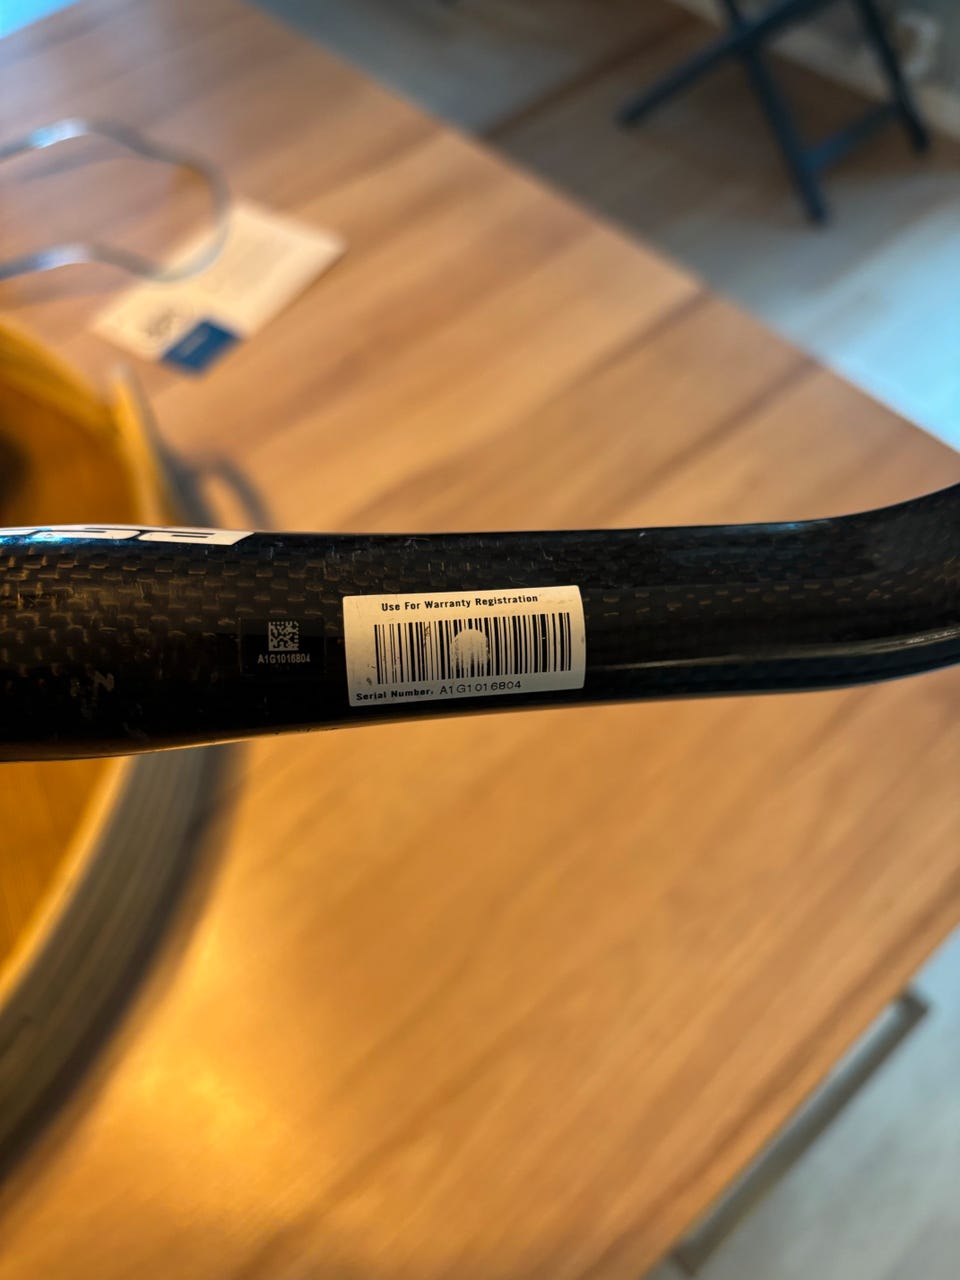 Use For Warranty Registration
A1G1016804
Serial Number: A1G1016804